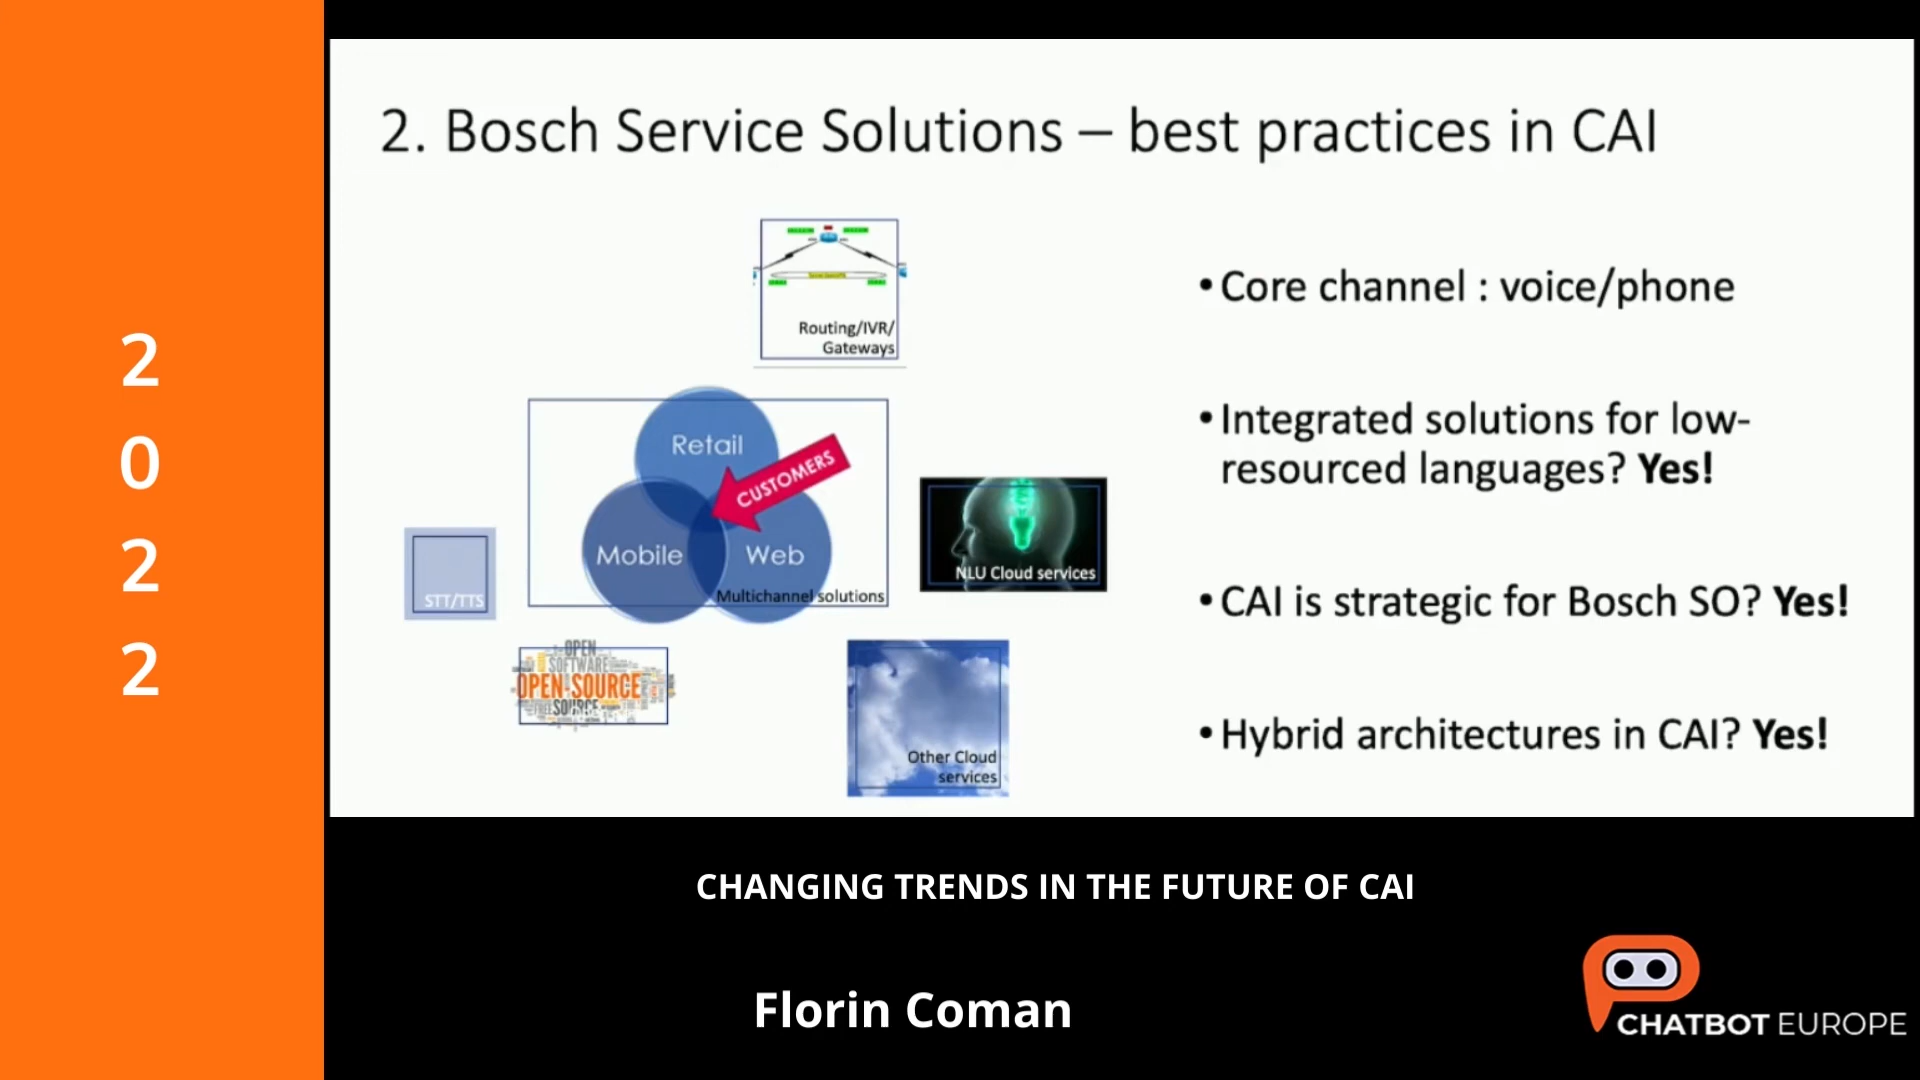 2
0
2
2
2. Bosch Service Solutions – best practices in CAI
Routing/IVR/
Gateways
Retail
CUSTOMERS
Mobile
Web
Multichannel solutions
STT/TTS
NLU Cloud services
OPEN
SOFTWARE
OPEN-SOURCE
FREE SOURCE
Other Cloud
services
•Core channel : voice/phone
•Integrated solutions for low-
resourced languages? Yes!
•CAI is strategic for Bosch SO? Yes!
•Hybrid architectures in CAI? Yes!
CHANGING TRENDS IN THE FUTURE OF CAI
Florin Coman
CHATBOT EUROPE